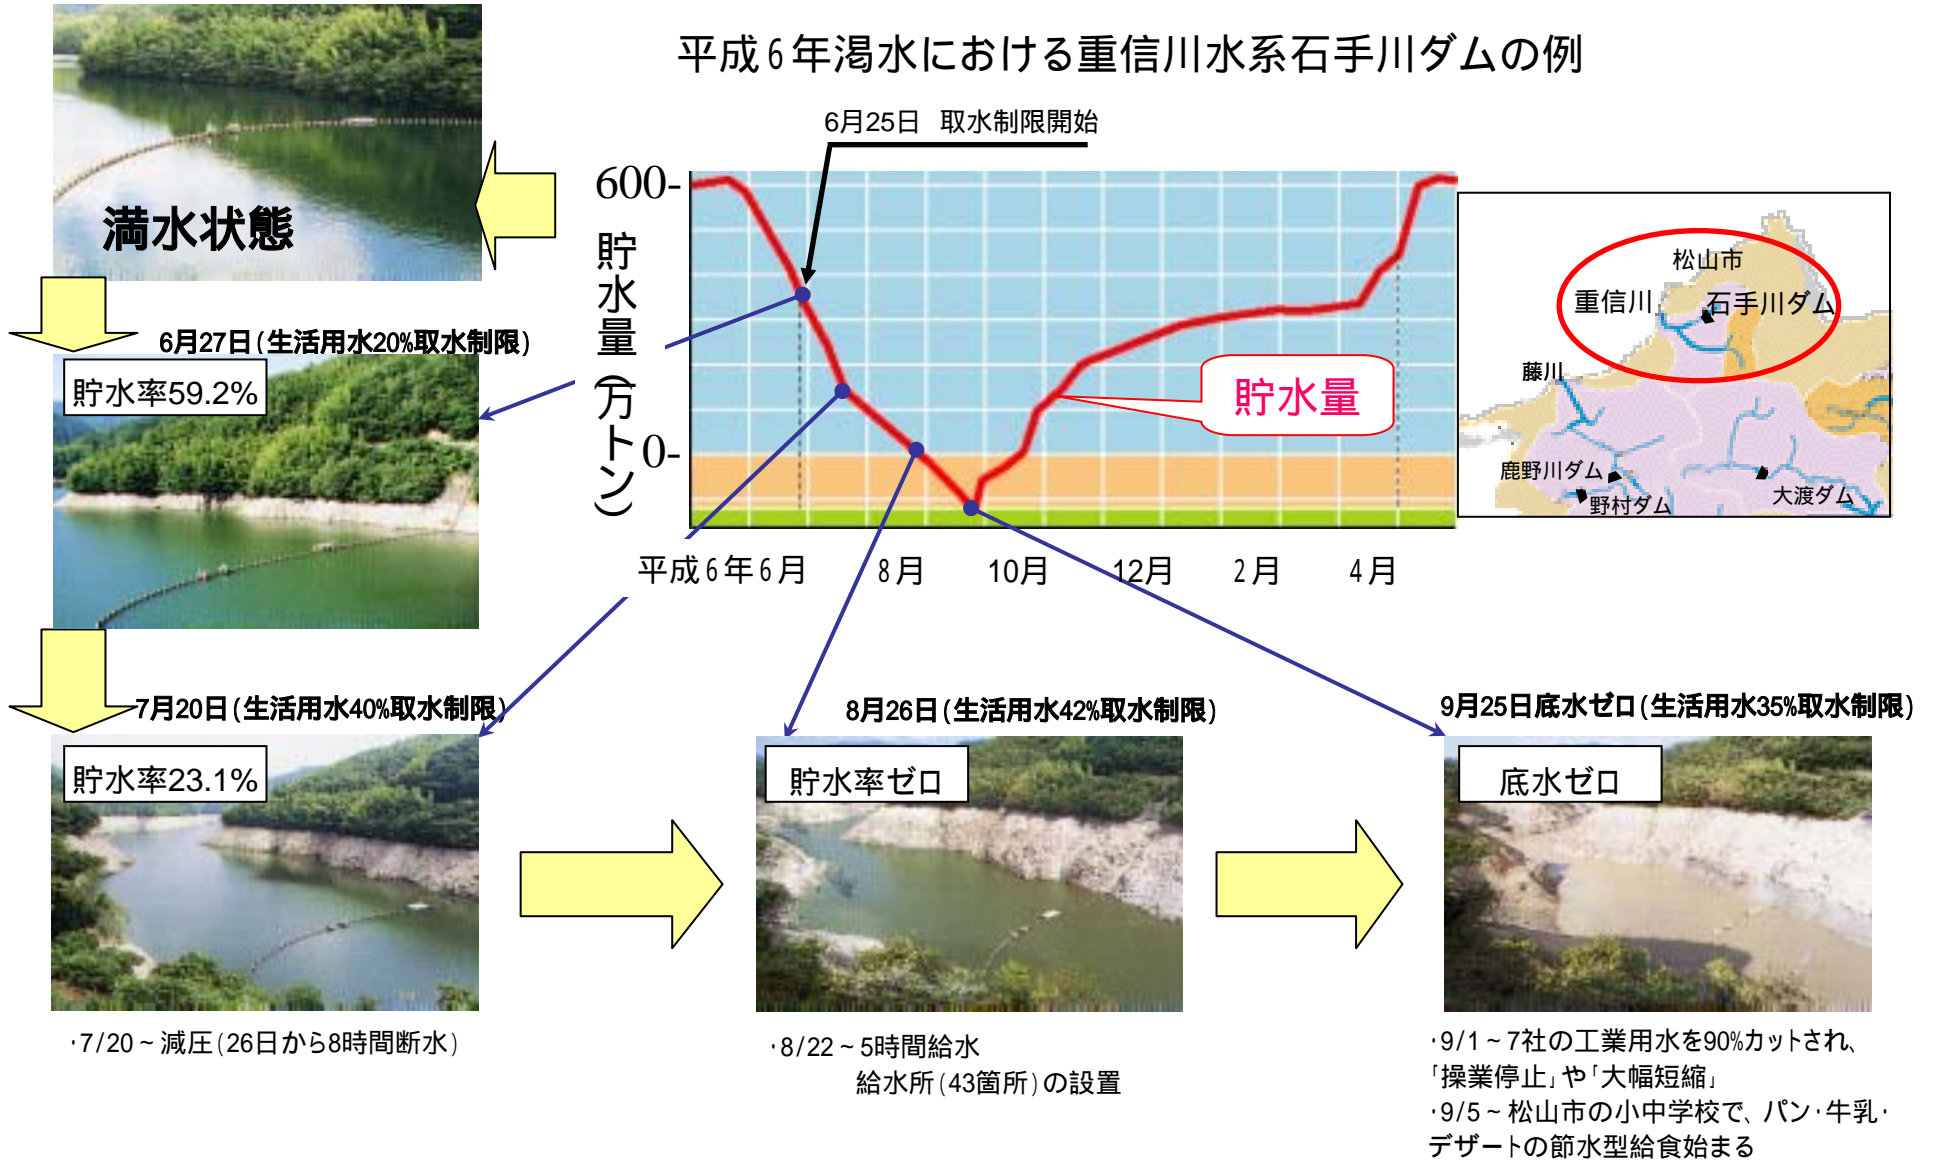 平成6年渇水における重信川水系石手川ダムの例
6月25日 取水制限開始
満水状態
600-
0-
貯水量(万トン)
貯水量
平成6年6月
8月
10月
12月
2月
4月
松山市
重信川
石手川ダム
藤川
鹿野川ダム
野村ダム
大渡ダム
6月27日(生活用水20%取水制限)
貯水率59.2%
7月20日(生活用水40%取水制限)
貯水率23.1%
・7/20~減圧(26日から8時間断水)
8月26日(生活用水42%取水制限)
貯水率ゼロ
・8/22~5時間給水
給水所(43箇所)の設置
9月25日底水ゼロ(生活用水35%取水制限)
底水ゼロ
・9/1~7社の工業用水を90%カットされ、
「操業停止」や「大幅短縮」
・9/5~松山市の小中学校で、パン・牛乳・
デザートの節水型給食始まる